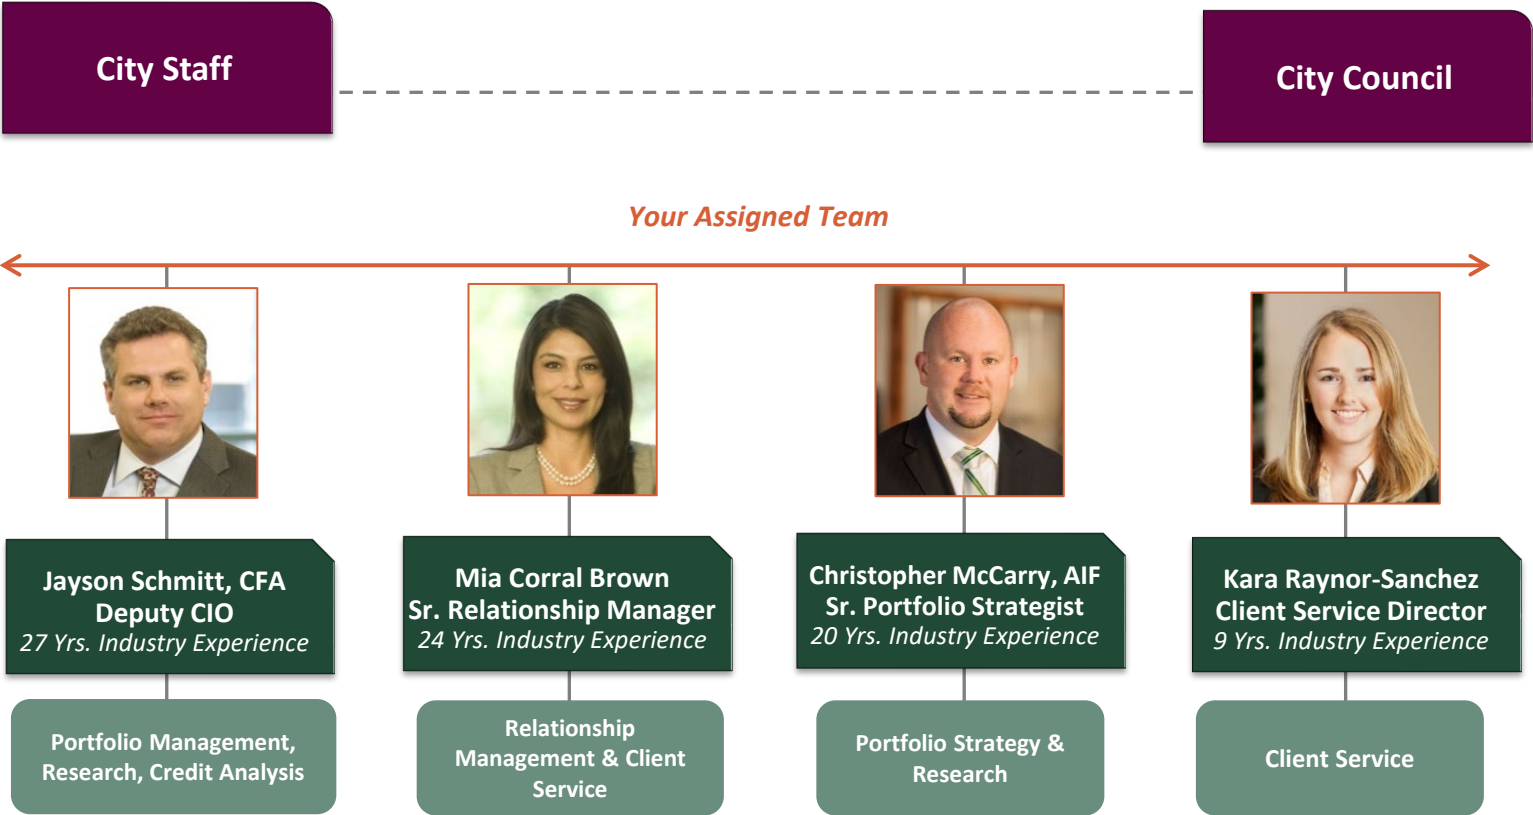 City Staff
City Council
Your Assigned Team
Jayson Schmitt, CFA
Deputy CIO
27 Yrs. Industry Experience
Mia Corral Brown
Sr. Relationship Manager
24 Yrs. Industry Experience
Christopher McCarry, AIF
Sr. Portfolio Strategist
20 Yrs. Industry Experience
Kara Raynor-Sanchez
Client Service Director
9 Yrs. Industry Experience
Portfolio Management,
Research, Credit Analysis
Relationship
Management & Client
Service
Portfolio Strategy &
Research
Client Service